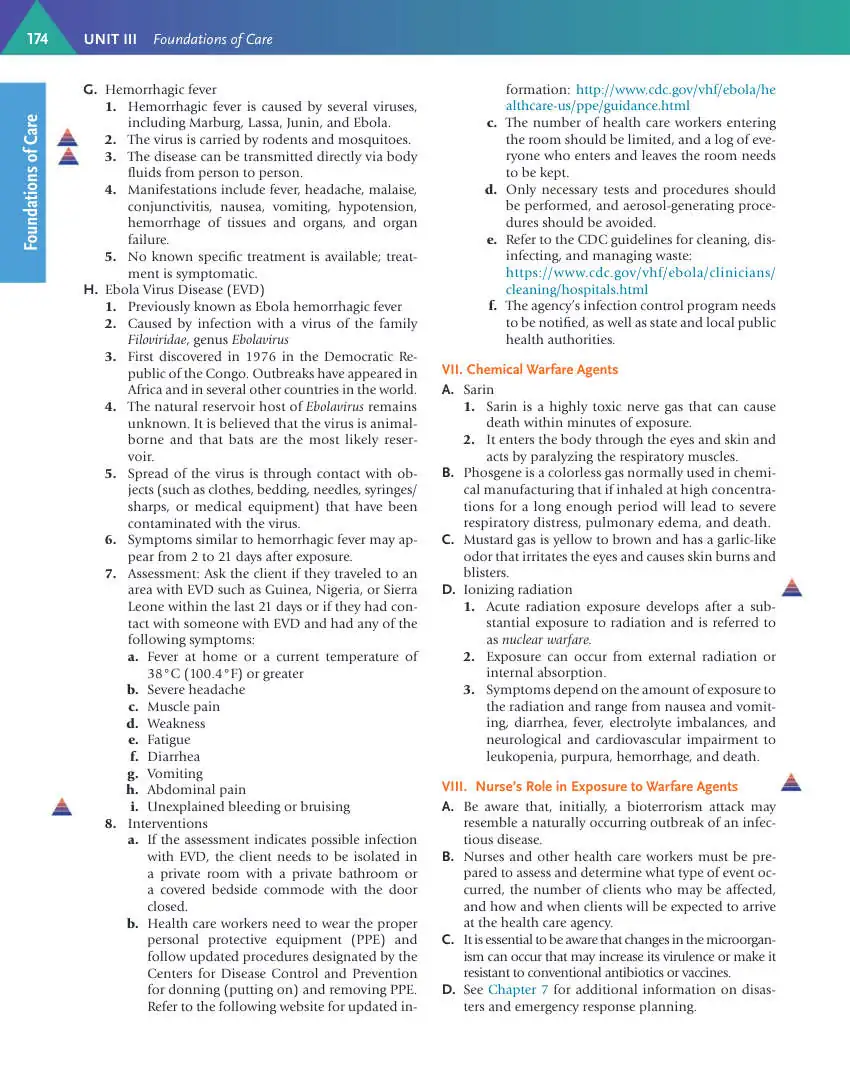 174
UNIT III Foundations of Care
Foundations of Care
G. Hemorrhagic fever
1. Hemorrhagic fever is caused by several viruses,
including Marburg, Lassa, Junin, and Ebola.
2. The virus is carried by rodents and mosquitoes.
3. The disease can be transmitted directly via body
fluids from person to person.
4. Manifestations include fever, headache, malaise,
conjunctivitis, nausea, vomiting, hypotension,
hemorrhage of tissues and organs, and organ
failure.
5. No known specific treatment is available; treat-
ment is symptomatic.
H. Ebola Virus Disease (EVD)
1. Previously known as Ebola hemorrhagic fever
2. Caused by infection with a virus of the family
Filoviridae, genus Ebolavirus
3. First discovered in 1976 in the Democratic Re-
public of the Congo. Outbreaks have appeared in
Africa and in several other countries in the world.
4. The natural reservoir host of Ebolavirus remains
unknown. It is believed that the virus is animal-
borne and that bats are the most likely reser-
voir.
5. Spread of the virus is through contact with ob-
jects (such as clothes, bedding, needles, syringes/
sharps, or medical equipment) that have been
contaminated with the virus.
6. Symptoms similar to hemorrhagic fever may ap-
pear from 2 to 21 days after exposure.
7. Assessment: Ask the client if they traveled to an
area with EVD such as Guinea, Nigeria, or Sierra
Leone within the last 21 days or if they had con-
tact with someone with EVD and had any of the
following symptoms:
a. Fever at home or a current temperature of
38°C (100.4°F) or greater
b. Severe headache
c. Muscle pain
d. Weakness
e. Fatigue
f. Diarrhea
g. Vomiting
h. Abdominal pain
i. Unexplained bleeding or bruising
8. Interventions
a. If the assessment indicates possible infection
with EVD, the client needs to be isolated in
a private room with a private bathroom or
a covered bedside commode with the door
closed.
b. Health care workers need to wear the proper
personal protective equipment (PPE) and
follow updated procedures designated by the
Centers for Disease Control and Prevention
for donning (putting on) and removing PPE.
Refer to the following website for updated in-
formation: http://www.cdc.gov/vhf/ebola/he
althcare-us/ppe/guidance.html
c. The number of health care workers entering
the room should be limited, and a log of eve-
ryone who enters and leaves the room needs
to be kept.
d. Only necessary tests and procedures should
be performed, and aerosol-generating proce-
dures should be avoided.
e. Refer to the CDC guidelines for cleaning, dis-
infecting, and managing waste:
https://www.cdc.gov/vhf/ebola/clinicians/
cleaning/hospitals.html
f. The agency's infection control program needs
to be notified, as well as state and local public
health authorities.
VII. Chemical Warfare Agents
A. Sarin
1. Sarin is a highly toxic nerve gas that can cause
death within minutes of exposure.
2. It enters the body through the eyes and skin and
acts by paralyzing the respiratory muscles.
B. Phosgene is a colorless gas normally used in chemi-
cal manufacturing that if inhaled at high concentra-
tions for a long enough period will lead to severe
respiratory distress, pulmonary edema, and death.
C. Mustard gas is yellow to brown and has a garlic-like
odor that irritates the eyes and causes skin burns and
blisters.
D. Ionizing radiation
1. Acute radiation exposure develops after a sub-
stantial exposure to radiation and is referred to
as nuclear warfare.
2. Exposure can occur from external radiation or
internal absorption.
3. Symptoms depend on the amount of exposure to
the radiation and range from nausea and vomit-
ing, diarrhea, fever, electrolyte imbalances, and
neurological and cardiovascular impairment to
leukopenia, purpura, hemorrhage, and death.
VIII. Nurse's Role in Exposure to Warfare Agents
A. Be aware that, initially, a bioterrorism attack may
resemble a naturally occurring outbreak of an infec-
tious disease.
B. Nurses and other health care workers must be pre-
pared to assess and determine what type of event oc-
curred, the number of clients who may be affected,
and how and when clients will be expected to arrive
at the health care agency.
C. It is essential to be aware that changes in the microorgan-
ism can occur that may increase its virulence or make it
resistant to conventional antibiotics or vaccines.
D. See Chapter 7 for additional information on disas-
ters and emergency response planning.